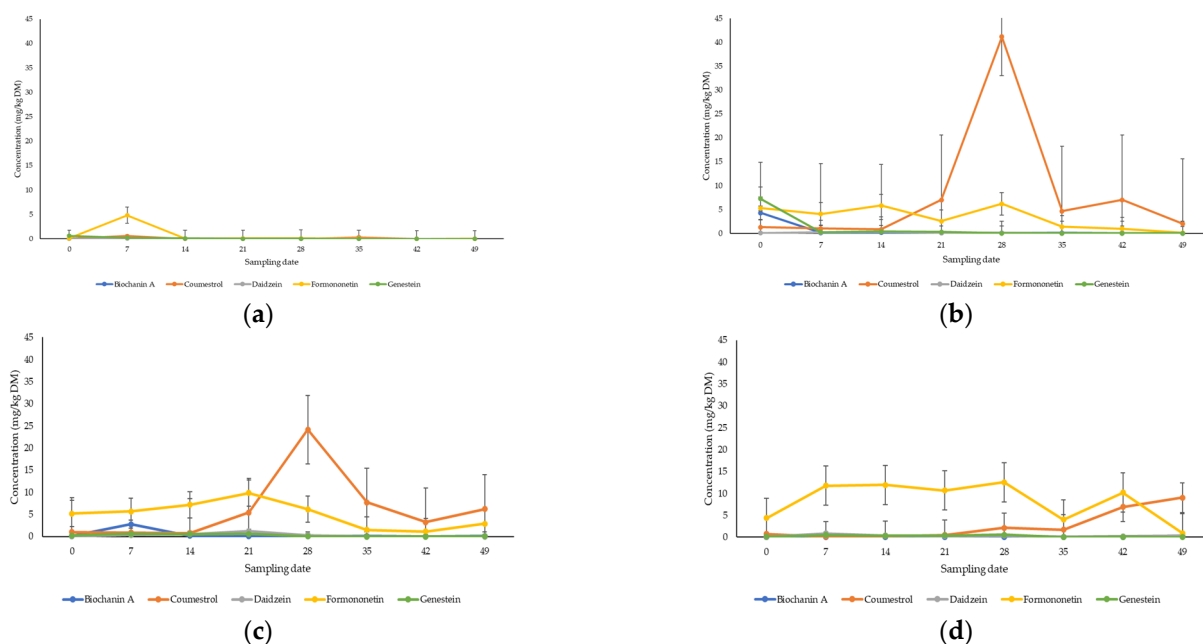 45
40
35
30
25
20
15
10
5
0
Concentration (mg/kg DM)
0 7 14 21 28 35 42 49
Sampling date
Biochanin A Coumestrol Daidzein Formononetin Genestein
(a)
45
40
35
30
25
20
15
10
5
0
Concentration (mg/kg DM)
0 7 14 21 28 35 42 49
Sampling date
Biochanin A Coumestrol Daidzein Formononetin Genestein
(b)
45
40
35
30
25
20
15
10
5
0
Concentration (mg/kg DM)
0 7 14 21 28 35 42 49
Sampling date
Biochanin A Coumestrol Daidzein Formononetin Genestein
(c)
45
40
35
30
25
20
15
10
5
0
Concentration (mg/kg DM)
0 7 14 21 28 35 42 49
Sampling date
Biochanin A Coumestrol Daidzein Formononetin Genestein
(d)